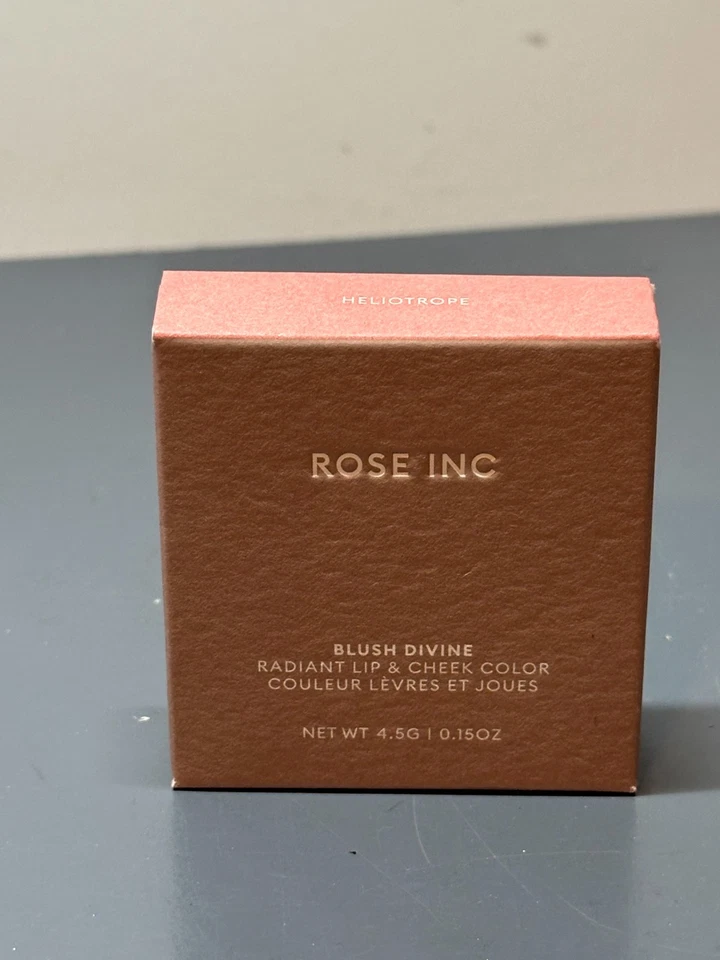 HELIOTROPE
ROSE INC
BLUSH DIVINE
RADIANT LIP & CHEEK COLOR
COULEUR LÈVRES ET JOUES
NET WT 4.5G | 0.15OZ